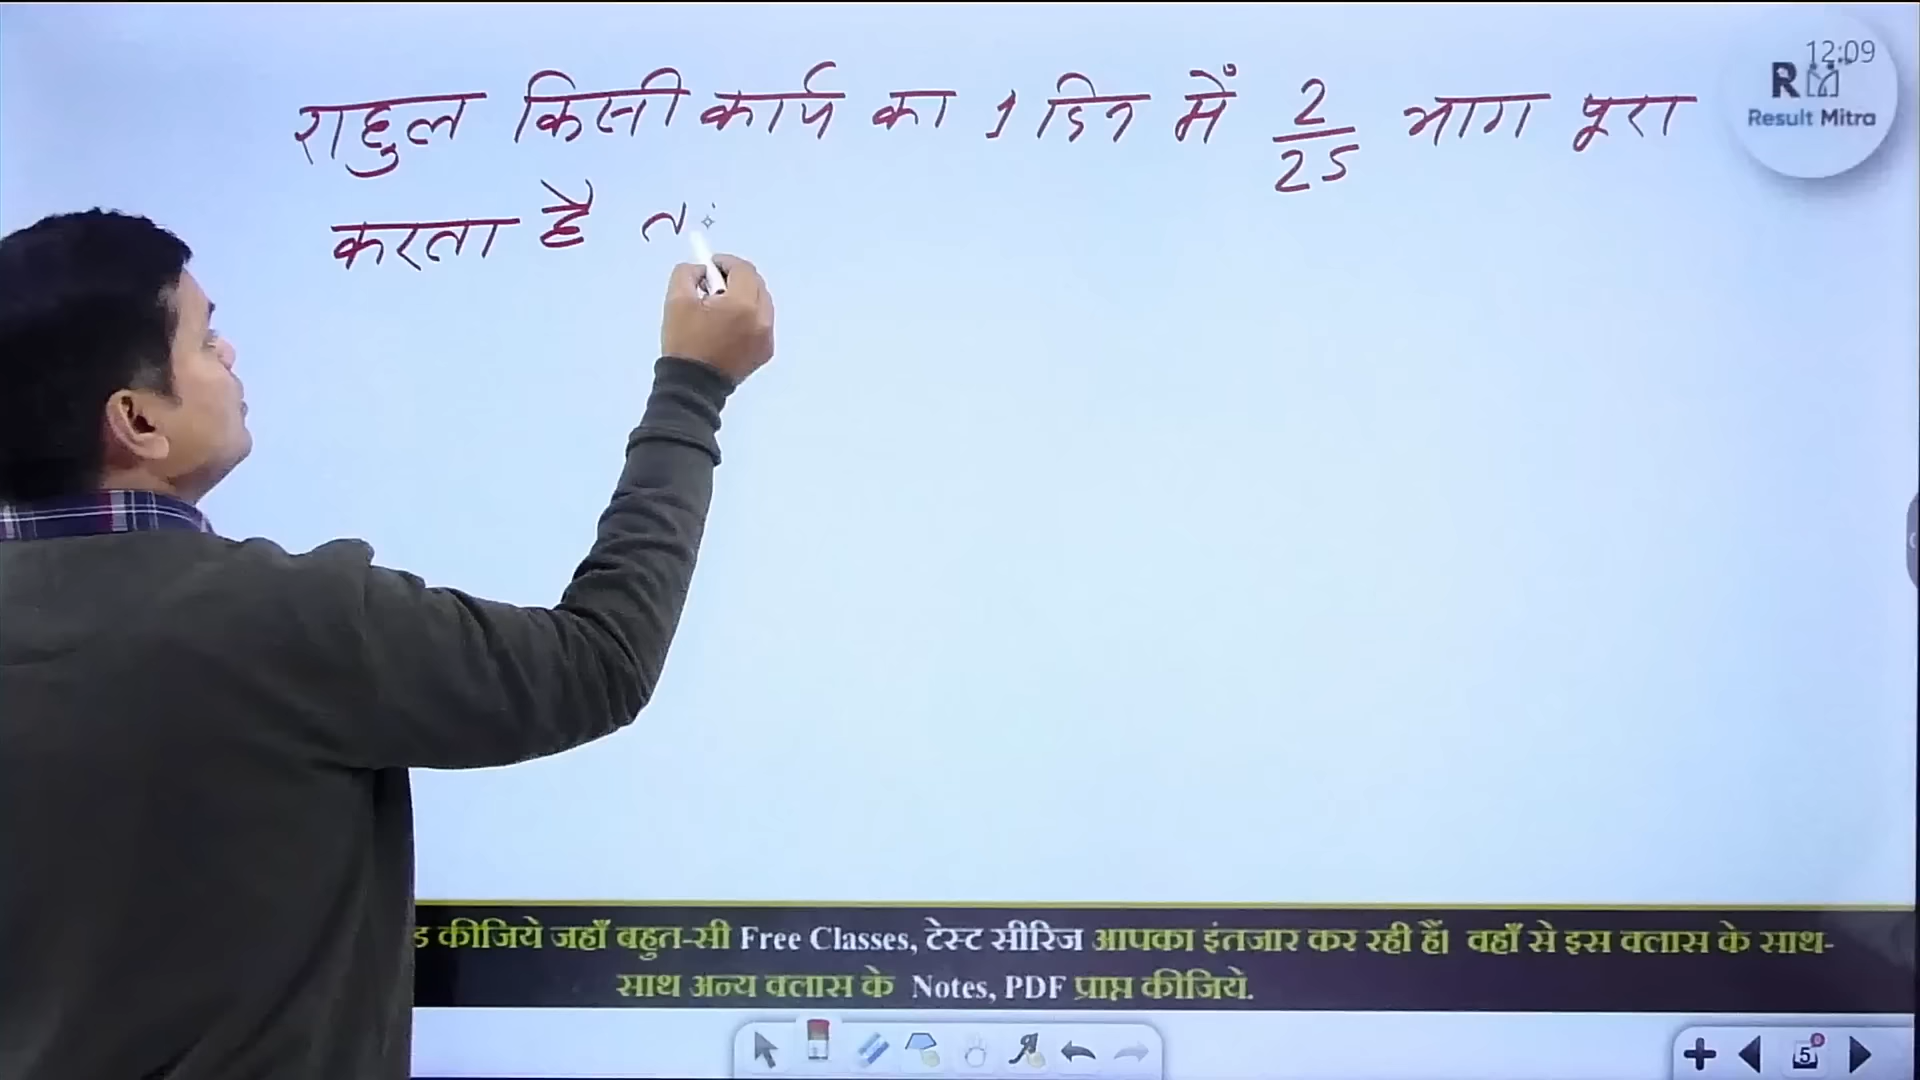 12:09
RM
Result Mitra
राहुल किसी कार्य का 1 दिन में 2/25 भाग पूरा
करता है त
ड कीजिये जहाँ बहुत-सी Free Classes, टेस्ट सीरिज आपका इंतजार कर रही हैं। वहाँ से इस क्लास के साथ-
साथ अन्य क्लास के Notes, PDF प्राप्त कीजिये.
5